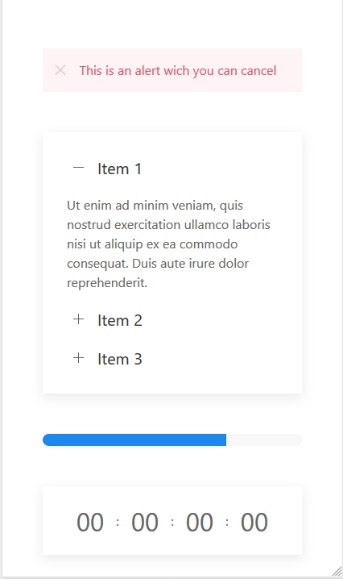 This is an alert wich you can cancel
Item 1
Ut enim ad minim veniam, quis
nostrud exercitation ullamco laboris
nisi ut aliquip ex ea commodo
consequat. Duis aute irure dolor
reprehenderit.
Item 2
Item 3
00 : 00 : 00 : 00